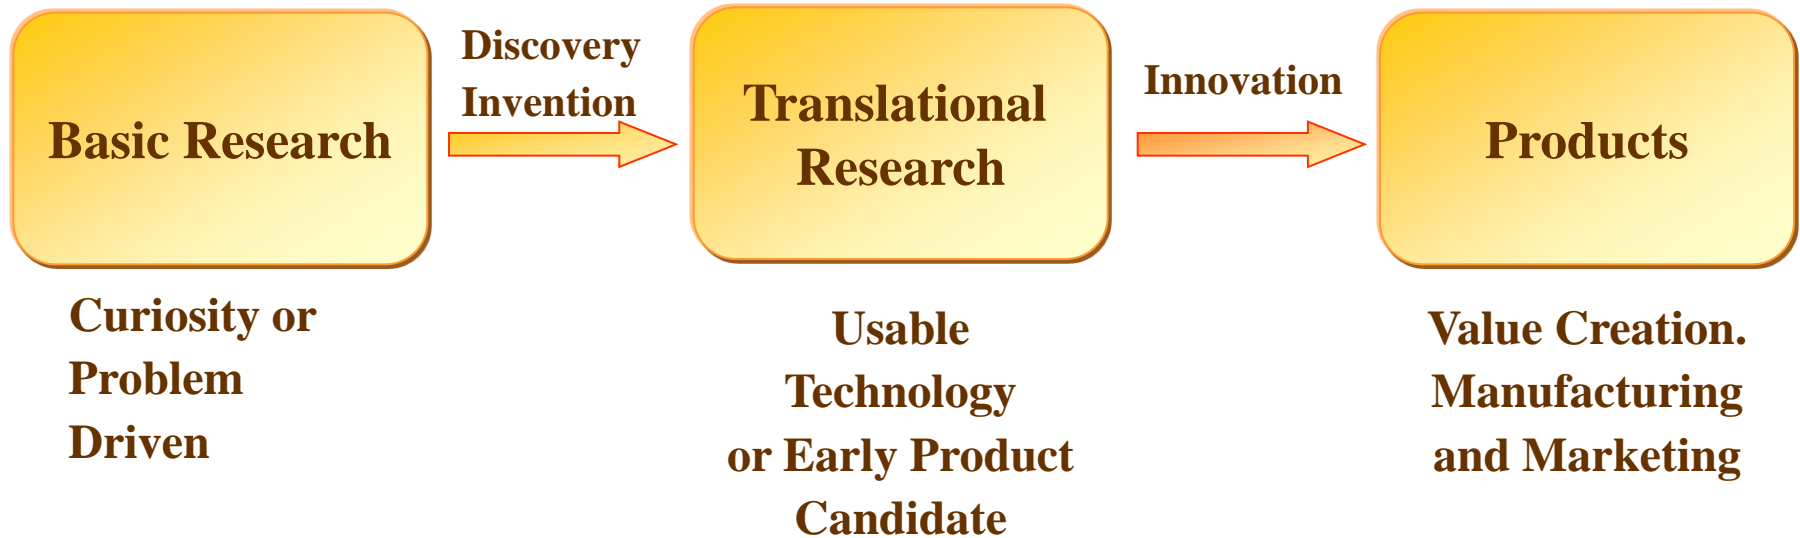 Basic Research
Discovery
Invention
Translational
Research
Innovation
Products
Curiosity or
Problem
Driven
Usable
Technology
or Early Product
Candidate
Value Creation.
Manufacturing
and Marketing